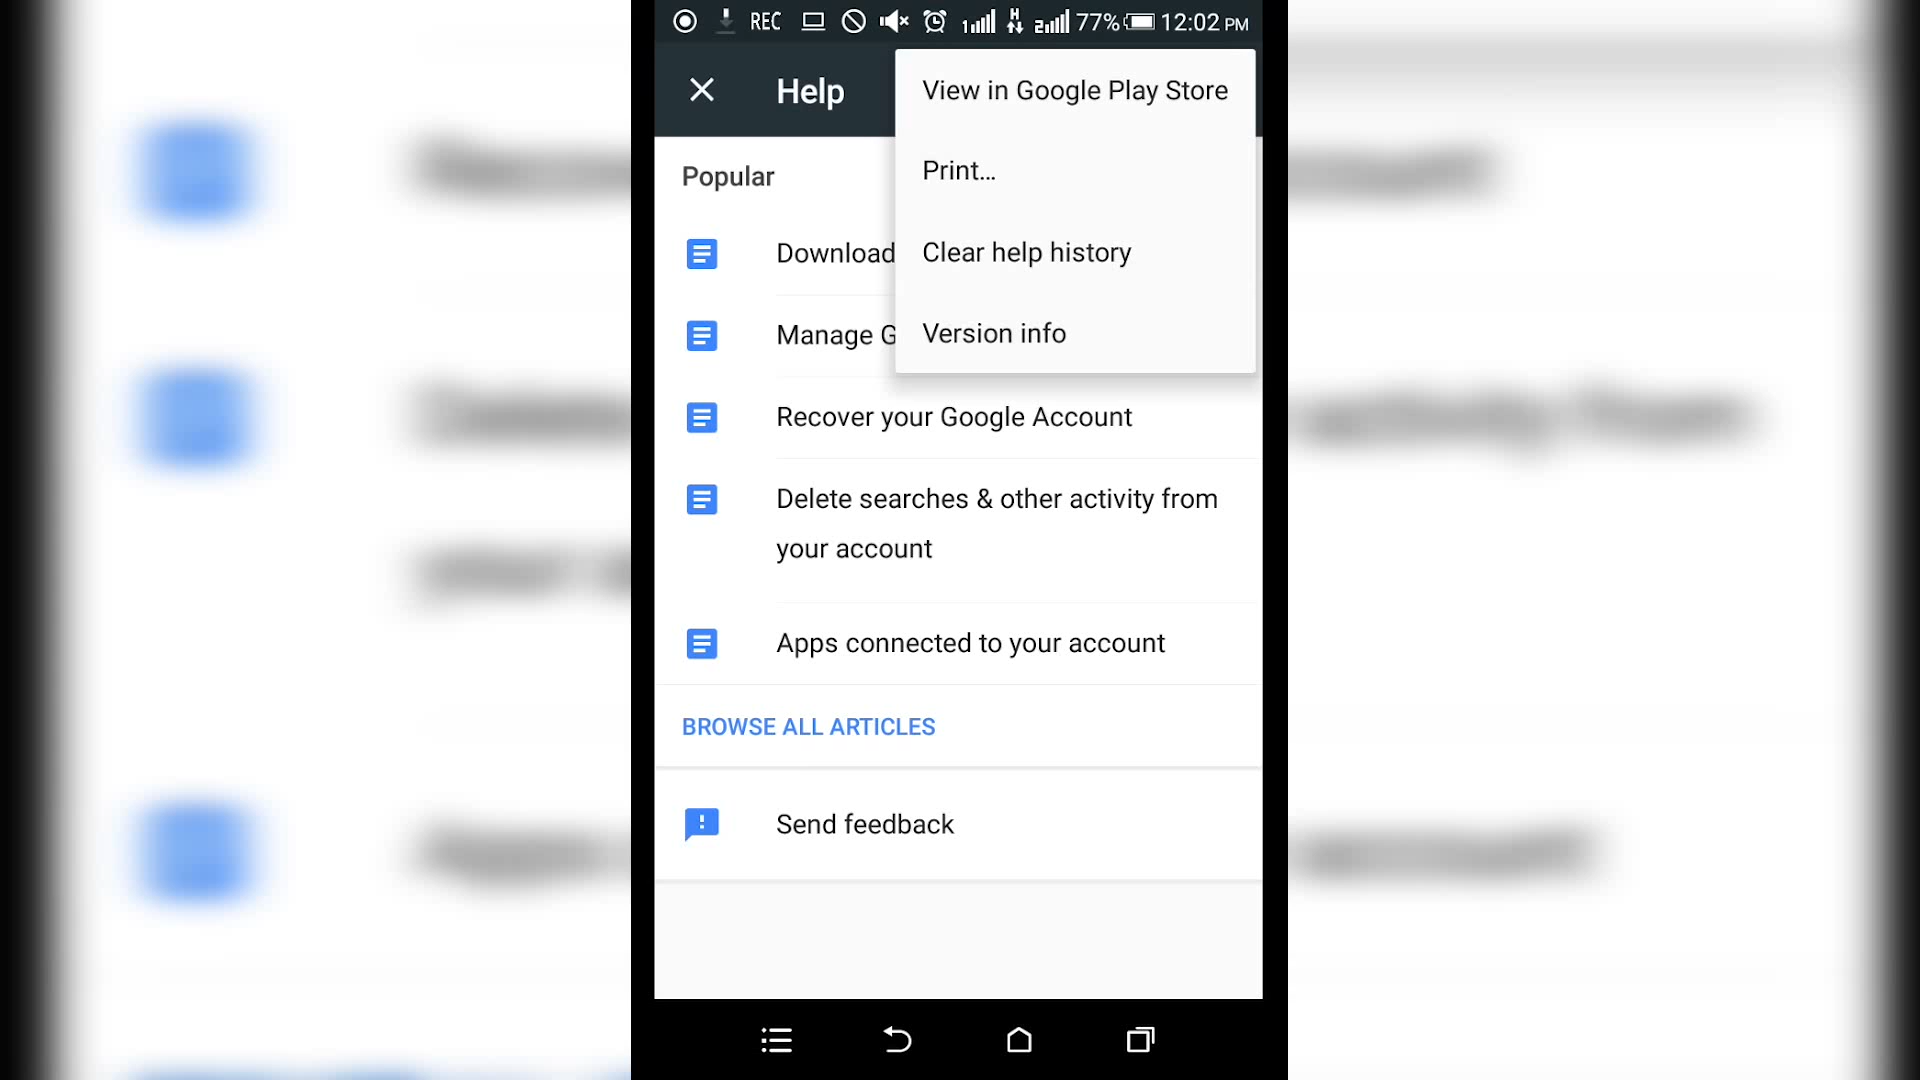 REC 1 H 2 77% 12:02 PM
Help
View in Google Play Store
Print...
Clear help history
Version info
Popular
Download
Manage G
Recover your Google Account
Delete searches & other activity from
your account
Apps connected to your account
BROWSE ALL ARTICLES
Send feedback